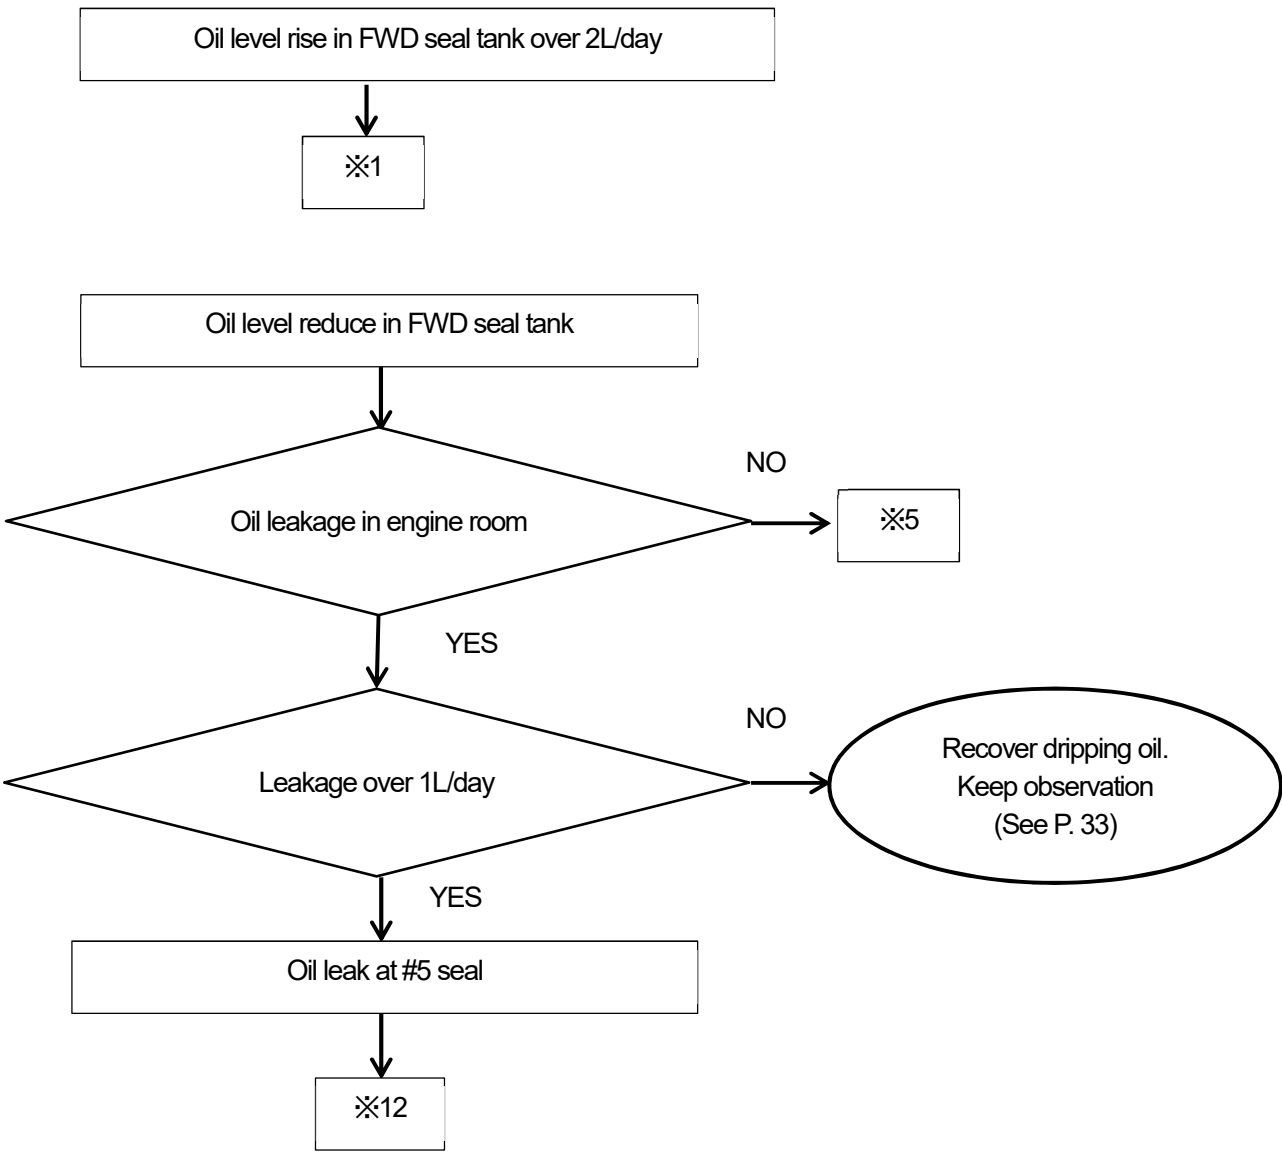 Oil level rise in FWD seal tank over 2L/day
※1
Oil level reduce in FWD seal tank
NO
Oil leakage in engine room
※5
YES
NO
Recover dripping oil.
Leakage over 1L/day
Keep observation
(See P. 33)
YES
Oil leak at #5 seal
※12